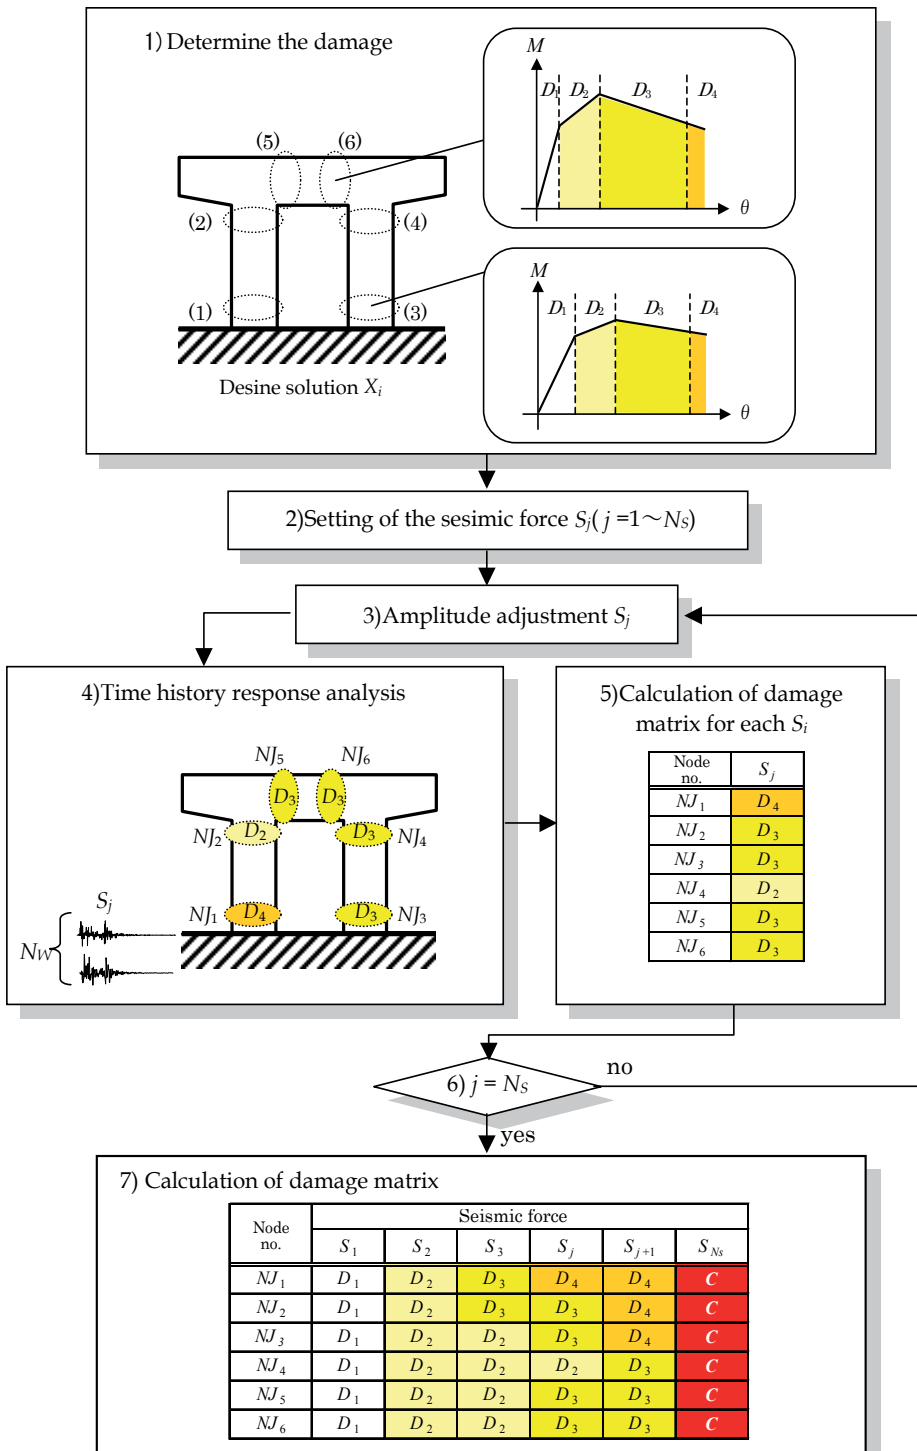 1) Determine the damage
M
D1 D2 D3 D4
θ
(5) (6)
(2) (4)
(1) (3)
Desine solution Xi
M
D1 D2 D3 D4
θ
2)Setting of the sesimic force Sj( j =1～NS)
3)Amplitude adjustment Sj
4)Time history response analysis
NJ5 NJ6
D3 D3
NJ2 D2 D3 NJ4
Sj
NJ1 D4 D3 NJ3
NW
5)Calculation of damage
matrix for each Si
Node no. Sj
NJ1 D4
NJ2 D3
NJ3 D3
NJ4 D2
NJ5 D3
NJ6 D3
6) j = NS
no
yes
7) Calculation of damage matrix
Node no. Seismic force
S1 S2 S3 Sj Sj+1 SNs
NJ1 D1 D2 D3 D4 D4 C
NJ2 D1 D2 D3 D3 D4 C
NJ3 D1 D2 D2 D3 D4 C
NJ4 D1 D2 D2 D2 D3 C
NJ5 D1 D2 D2 D3 D3 C
NJ6 D1 D2 D2 D3 D3 C